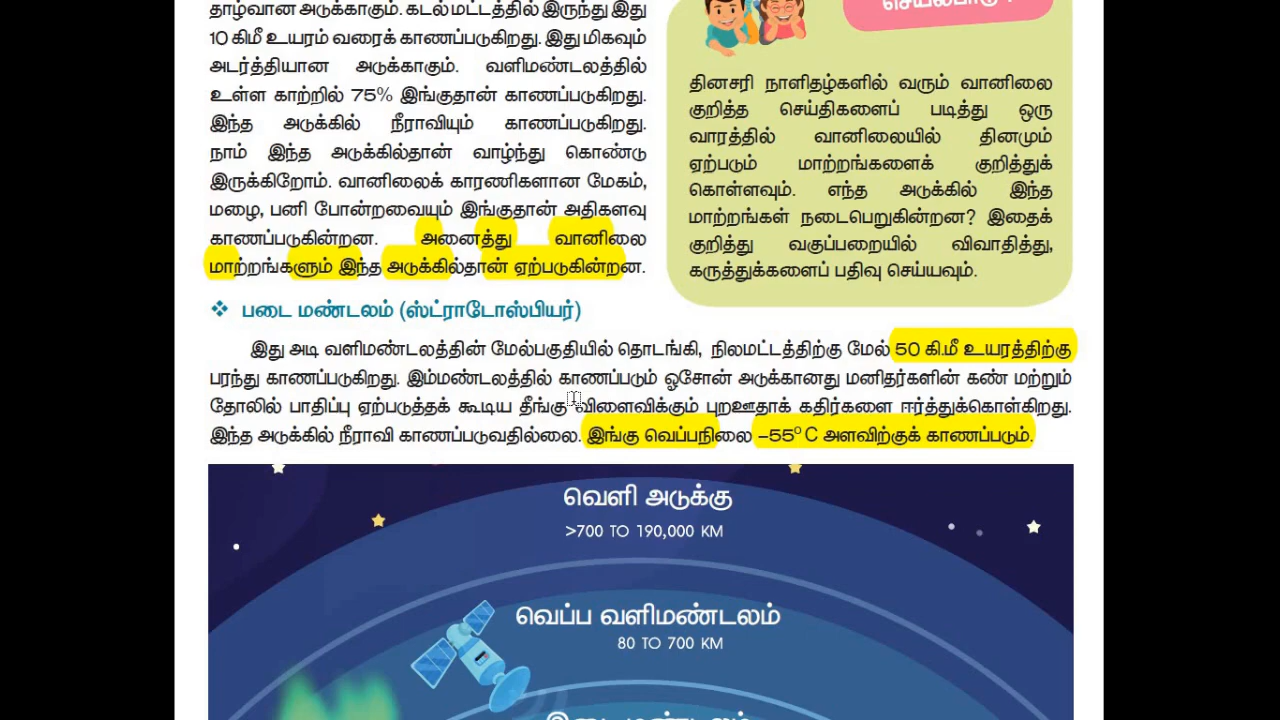 தாழ்வான அடுக்காகும். கடல் மட்டத்தில் இருந்து இது
10 கி.மீ உயரம் வரைக் காணப்படுகிறது. இது மிகவும்
அடர்த்தியான அடுக்காகும். வளிமண்டலத்தில்
உள்ள காற்றில் 75% இங்குதான் காணப்படுகிறது.
இந்த அடுக்கில் நீராவியும் காணப்படுகிறது.
நாம் இந்த அடுக்கில்தான் வாழ்ந்து கொண்டு
இருக்கிறோம். வானிலைக் காரணிகளான மேகம்,
மழை, பனி போன்றவையும் இங்குதான் அதிகளவு
காணப்படுகின்றன. அனைத்து வானிலை
மாற்றங்களும் இந்த அடுக்கில்தான் ஏற்படுகின்றன.
தினசரி நாளிதழ்களில் வரும் வானிலை
குறித்த செய்திகளைப் படித்து ஒரு
வாரத்தில் வானிலையில் தினமும்
ஏற்படும் மாற்றங்களைக் குறித்துக்
கொள்ளவும். எந்த அடுக்கில் இந்த
மாற்றங்கள் நடைபெறுகின்றன? இதைக்
குறித்து வகுப்பறையில் விவாதித்து,
கருத்துக்களைப் பதிவு செய்யவும்.
❖ படை மண்டலம் (ஸ்ட்ராடோஸ்பியர்)
இது அடி வளிமண்டலத்தின் மேல்பகுதியில் தொடங்கி, நிலமட்டத்திற்கு மேல் 50 கி.மீ உயரத்திற்கு
பரந்து காணப்படுகிறது. இம்மண்டலத்தில் காணப்படும் ஓசோன் அடுக்கானது மனிதர்களின் கண் மற்றும்
தோலில் பாதிப்பு ஏற்படுத்தக் கூடிய தீங்கு விளைவிக்கும் புறஊதாக் கதிர்களை ஈர்த்துக்கொள்கிறது.
இந்த அடுக்கில் நீராவி காணப்படுவதில்லை. இங்கு வெப்பநிலை –55° C அளவிற்குக் காணப்படும்.
வெளி அடுக்கு
>700 TO 190,000 KM
வெப்ப வளிமண்டலம்
80 TO 700 KM